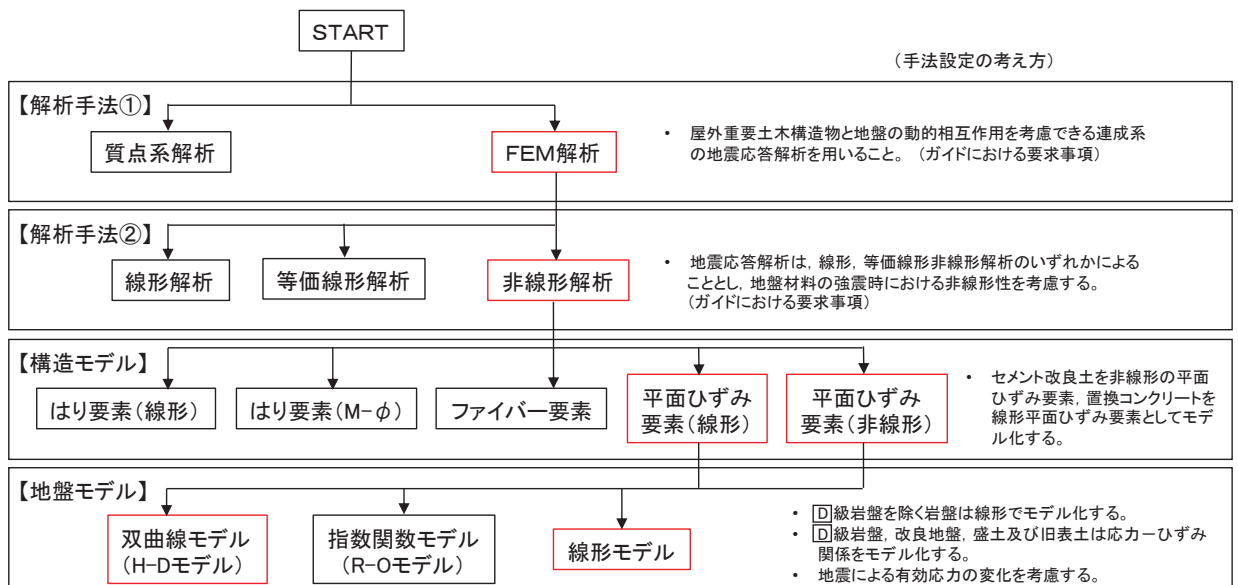 START
(手法設定の考え方)
【解析手法①】
質点系解析
FEM解析
・ 屋外重要土木構造物と地盤の動的相互作用を考慮できる連成系
の地震応答解析を用いること。(ガイドにおける要求事項)
【解析手法②】
線形解析
等価線形解析
非線形解析
・ 地震応答解析は,線形,等価線形非線形解析のいずれかによる
こととし,地盤材料の強震時における非線形性を考慮する。
(ガイドにおける要求事項)
【構造モデル】
はり要素(線形)
はり要素(M-φ)
ファイバー要素
平面ひずみ
要素(線形)
平面ひずみ
要素(非線形)
・ セメント改良土を非線形の平面
ひずみ要素,置換コンクリートを
線形平面ひずみ要素としてモデ
ル化する。
【地盤モデル】
双曲線モデル
(H-Dモデル)
指数関数モデル
(R-Oモデル)
線形モデル
・ D級岩盤を除く岩盤は線形でモデル化する。
・ D級岩盤,改良地盤,盛土及び旧表土は応力-ひずみ
関係をモデル化する。
・ 地震による有効応力の変化を考慮する。